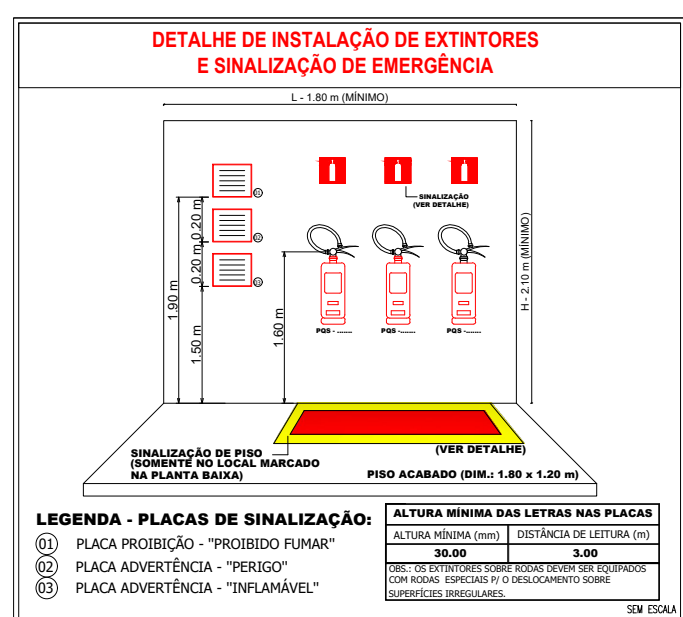 DETALHE DE INSTALAÇÃO DE EXTINTORES
E SINALIZAÇÃO DE EMERGÊNCIA
L - 1.80 m (MÍNIMO)
01
02
03
SINALIZAÇÃO
(VER DETALHE)
0.20 m
0.20 m
1.90 m
1.50 m
1.60 m
H - 2.10 m (MÍNIMO)
PQS - .......
PQS -.......
PQS - .......
SINALIZAÇÃO DE PISO
(SOMENTE NO LOCAL MARCADO
NA PLANTA BAIXA)
(VER DETALHE)
PISO ACABADO (DIM.: 1.80 x 1.20 m)
LEGENDA - PLACAS DE SINALIZAÇÃO:
01 PLACA PROIBIÇÃO - "PROIBIDO FUMAR"
02 PLACA ADVERTÊNCIA - "PERIGO"
03 PLACA ADVERTÊNCIA - "INFLAMÁVEL"
ALTURA MÍNIMA DAS LETRAS NAS PLACAS
ALTURA MÍNIMA (mm) DISTÂNCIA DE LEITURA (m)
30.00 3.00
OBS.: OS EXTINTORES SOBRE RODAS DEVEM SER EQUIPADOS
COM RODAS ESPECIAIS P/ O DESLOCAMENTO SOBRE
SUPERFÍCIES IRREGULARES.
SEM ESCALA